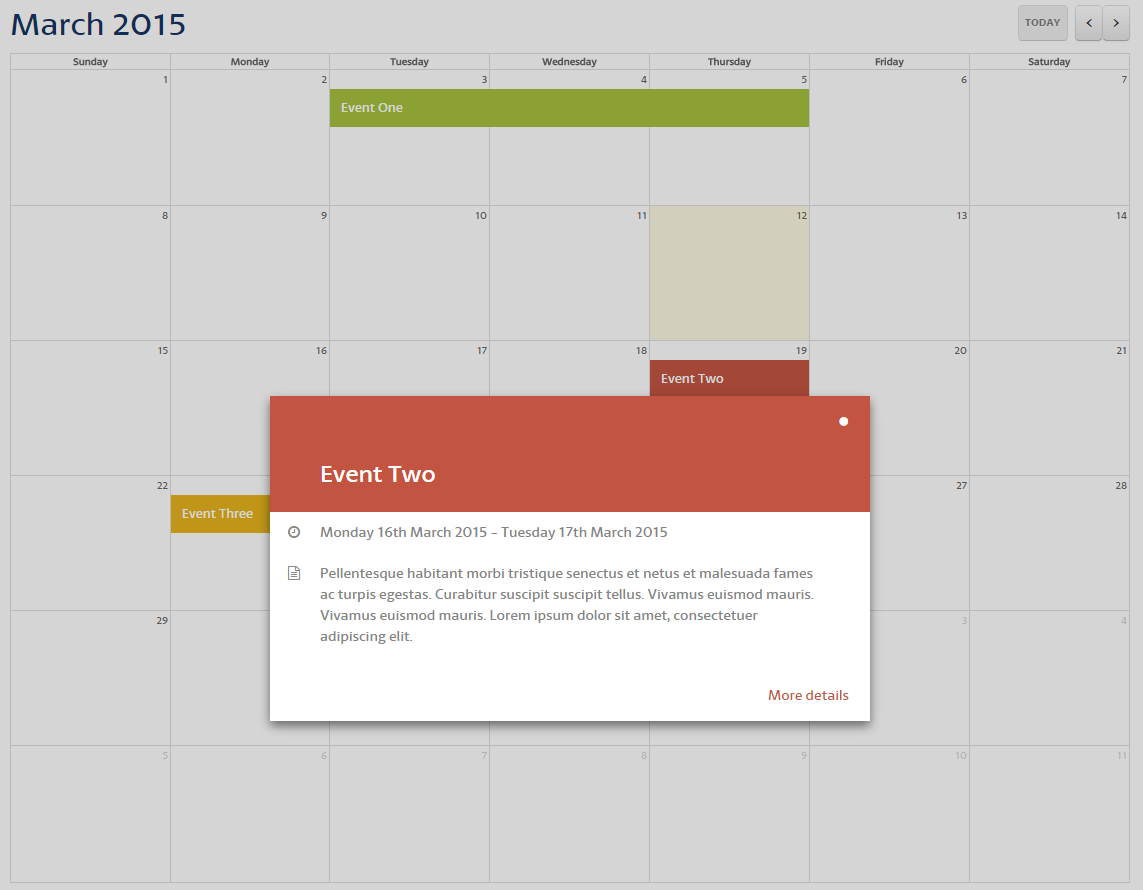 March 2015
TODAY
Sunday Monday Tuesday Wednesday Thursday Friday Saturday
1 2 3 4 5 6 7
Event One
8 9 10 11 12 13 14
15 16 17 18 19 20 21
Event Two
Event Two
22 27 28
Event Three
Monday 16th March 2015 – Tuesday 17th March 2015
Pellentesque habitant morbi tristique senectus et netus et malesuada fames
ac turpis egestas. Curabitur suscipit suscipit tellus. Vivamus euismod mauris.
Vivamus euismod mauris. Lorem ipsum dolor sit amet, consectetuer
adipiscing elit.
More details
29 3 4
5 6 7 8 9 10 11